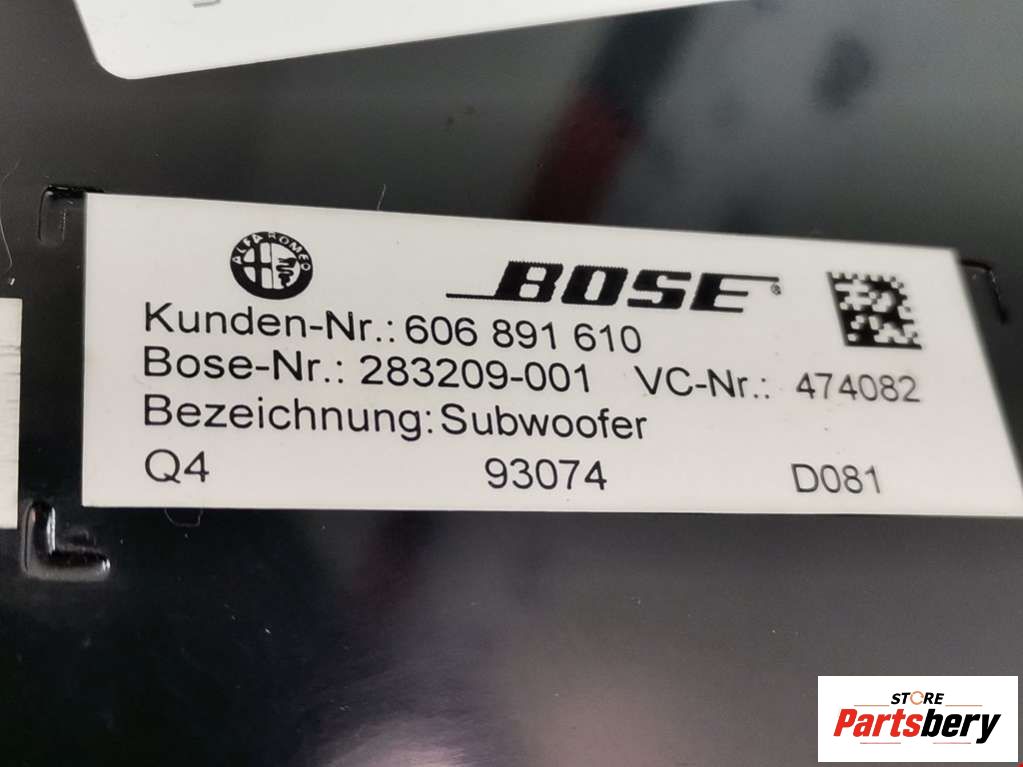 ALFA ROMEO
BOSE®
Kunden-Nr.: 606 891 610
Bose-Nr.: 283209-001 VC-Nr.: 474082
Bezeichnung: Subwoofer
Q4 93074 D081
STORE
Partsbery